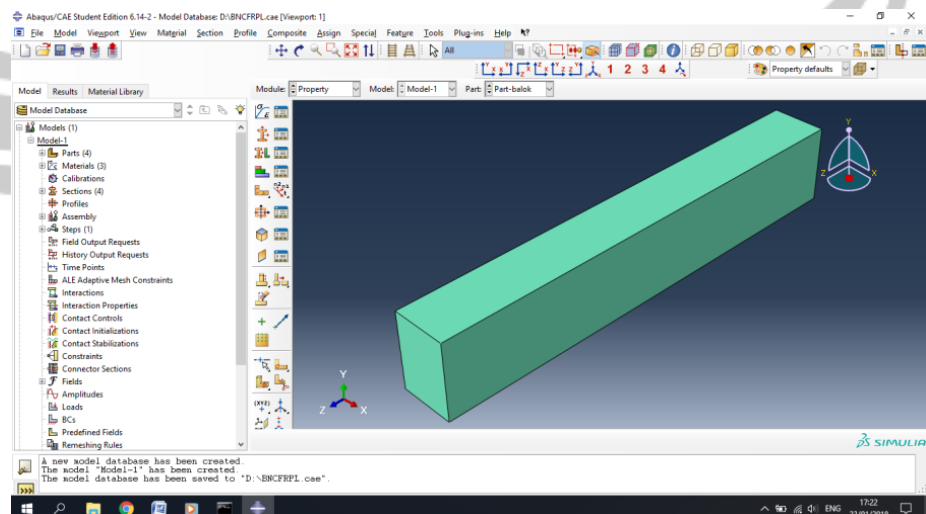 Abaqus/CAE Student Edition 6.14-2 - Model Database: D:\BNCFRPL.cae [Viewport: 1]
File Model Viewport View Material Section Profile Composite Assign Special Feature Tools Plug-ins Help
All
1 2 3 4
Property defaults
Model Results Material Library
Module: Property Model: Model-1 Part: Part-balok
Model Database
Models (1)
Model-1
Parts (4)
Materials (3)
Calibrations
Sections (4)
Profiles
Assembly
Steps (1)
Field Output Requests
History Output Requests
Time Points
ALE Adaptive Mesh Constraints
Interactions
Interaction Properties
Contact Controls
Contact Initializations
Contact Stabilizations
Constraints
Connector Sections
Fields
Amplitudes
Loads
BCs
Predefined Fields
Remeshing Rules
Y
Z X
Y
Z X
(XYZ)
SIMULIA
A new model database has been created.
The model "Model-1" has been created.
The model database has been saved to "D:\BNCFRPL.cae".
>>>
ENG
17:22
22/01/2018